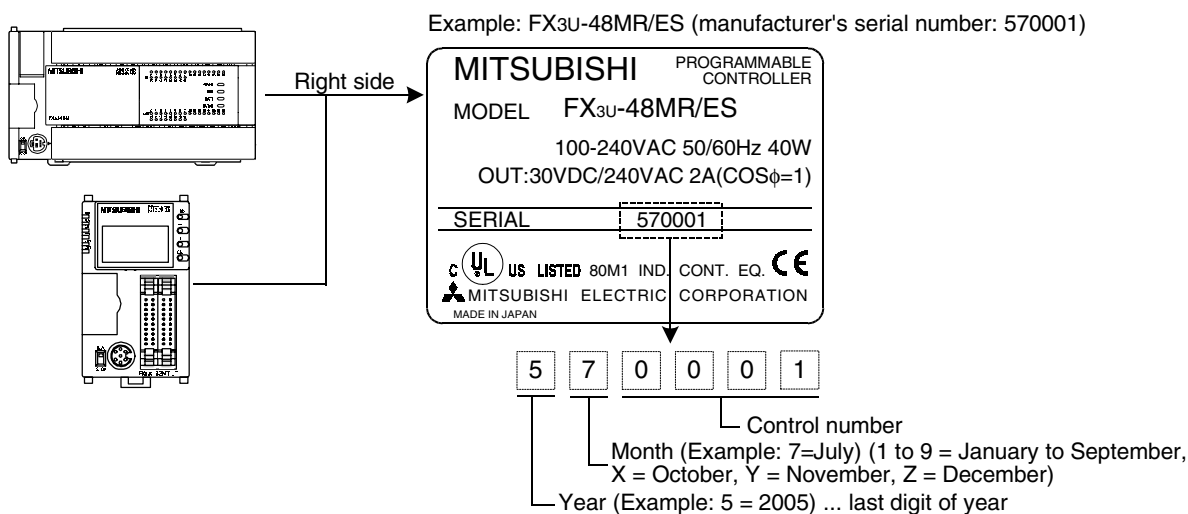 Example: FX3U-48MR/ES (manufacturer's serial number: 570001)
MITSUBISHI
Right side
MITSUBISHI PROGRAMMABLE CONTROLLER
MODEL FX3U-48MR/ES
100-240VAC 50/60Hz 40W
OUT:30VDC/240VAC 2A(COSφ=1)
SERIAL 570001
C UL US LISTED 80M1 IND. CONT. EQ. CE
MITSUBISHI ELECTRIC CORPORATION
MADE IN JAPAN
MITSUBISHI
5 7 0 0 0 1
Control number
Month (Example: 7=July) (1 to 9 = January to September,
X = October, Y = November, Z = December)
Year (Example: 5 = 2005) ... last digit of year